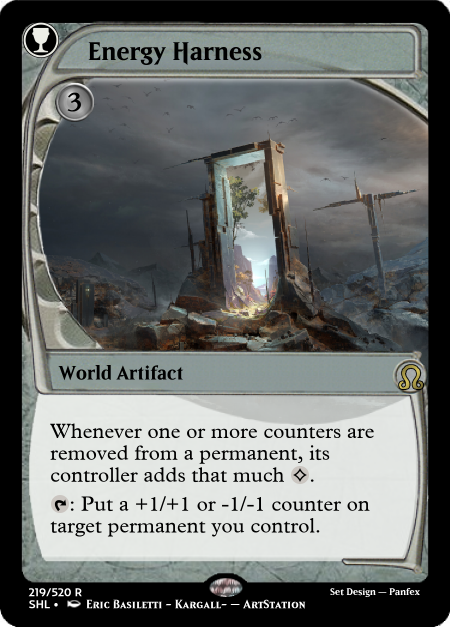 Energy Harness
3
World Artifact
Whenever one or more counters are
removed from a permanent, its
controller adds that much
: Put a +1/+1 or -1/-1 counter on
target permanent you control.
219/520 R
Set Design — Panfex
SHL • Eric Basiletti - Kargall- — ArtStation